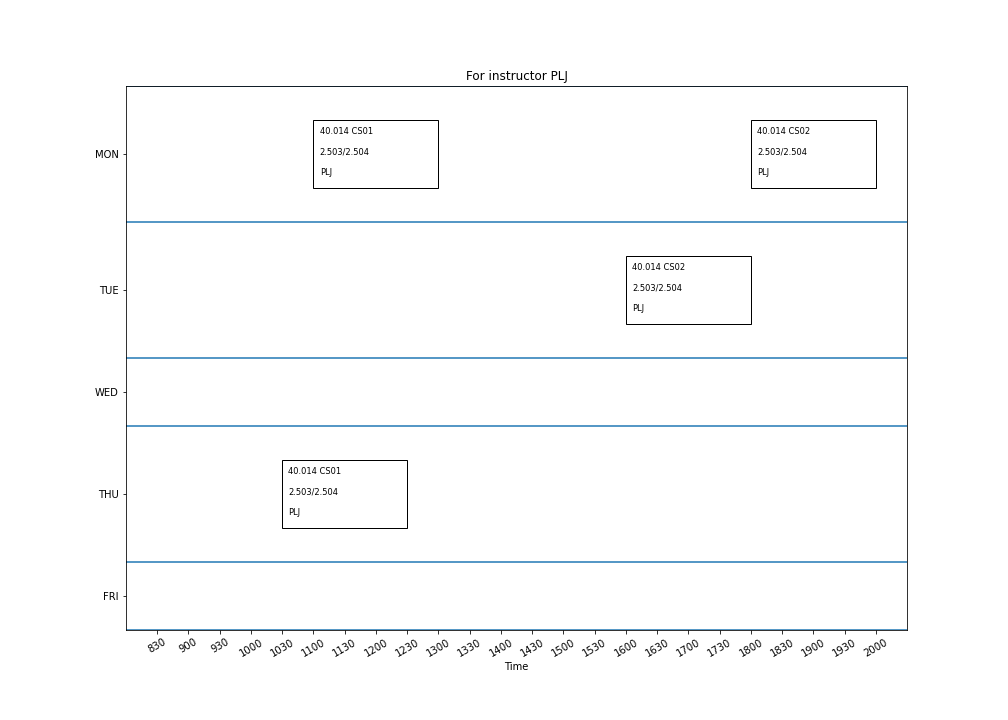 For instructor PLJ
MON
40.014 CS01
2.503/2.504
PLJ
40.014 CS02
2.503/2.504
PLJ
TUE
40.014 CS02
2.503/2.504
PLJ
WED
THU
40.014 CS01
2.503/2.504
PLJ
FRI
830 900 930 1000 1030 1100 1130 1200 1230 1300 1330 1400 1430 1500 1530 1600 1630 1700 1730 1800 1830 1900 1930 2000
Time